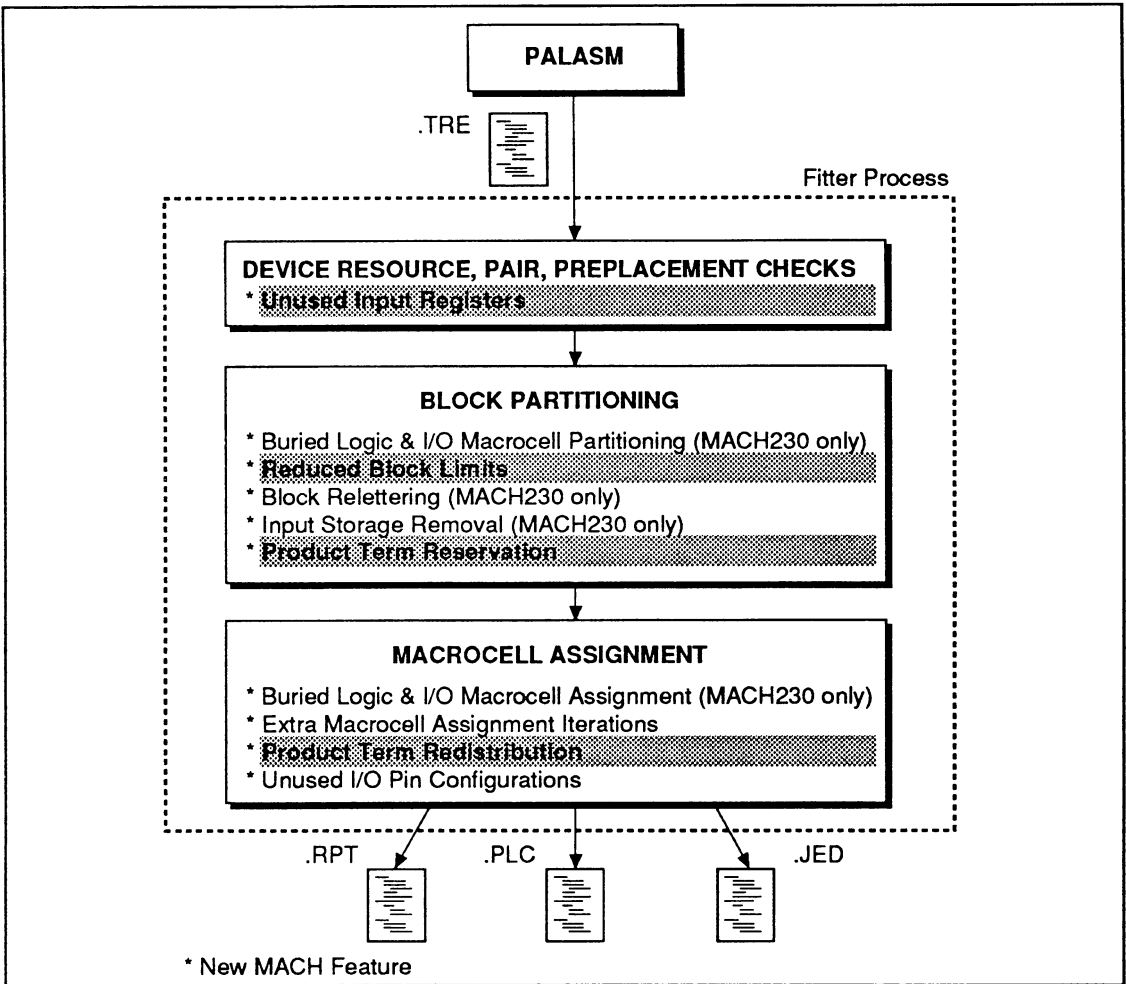 PALASM
.TRE
Fitter Process
DEVICE RESOURCE, PAIR, PREPLACEMENT CHECKS
* Unused Input Registers
BLOCK PARTITIONING
* Buried Logic & I/O Macrocell Partitioning (MACH230 only)
* Reduced Block Limits
* Block Relettering (MACH230 only)
* Input Storage Removal (MACH230 only)
* Product Term Reservation
MACROCELL ASSIGNMENT
* Buried Logic & I/O Macrocell Assignment (MACH230 only)
* Extra Macrocell Assignment Iterations
* Product Term Redistribution
* Unused I/O Pin Configurations
.RPT
.PLC
.JED
* New MACH Feature